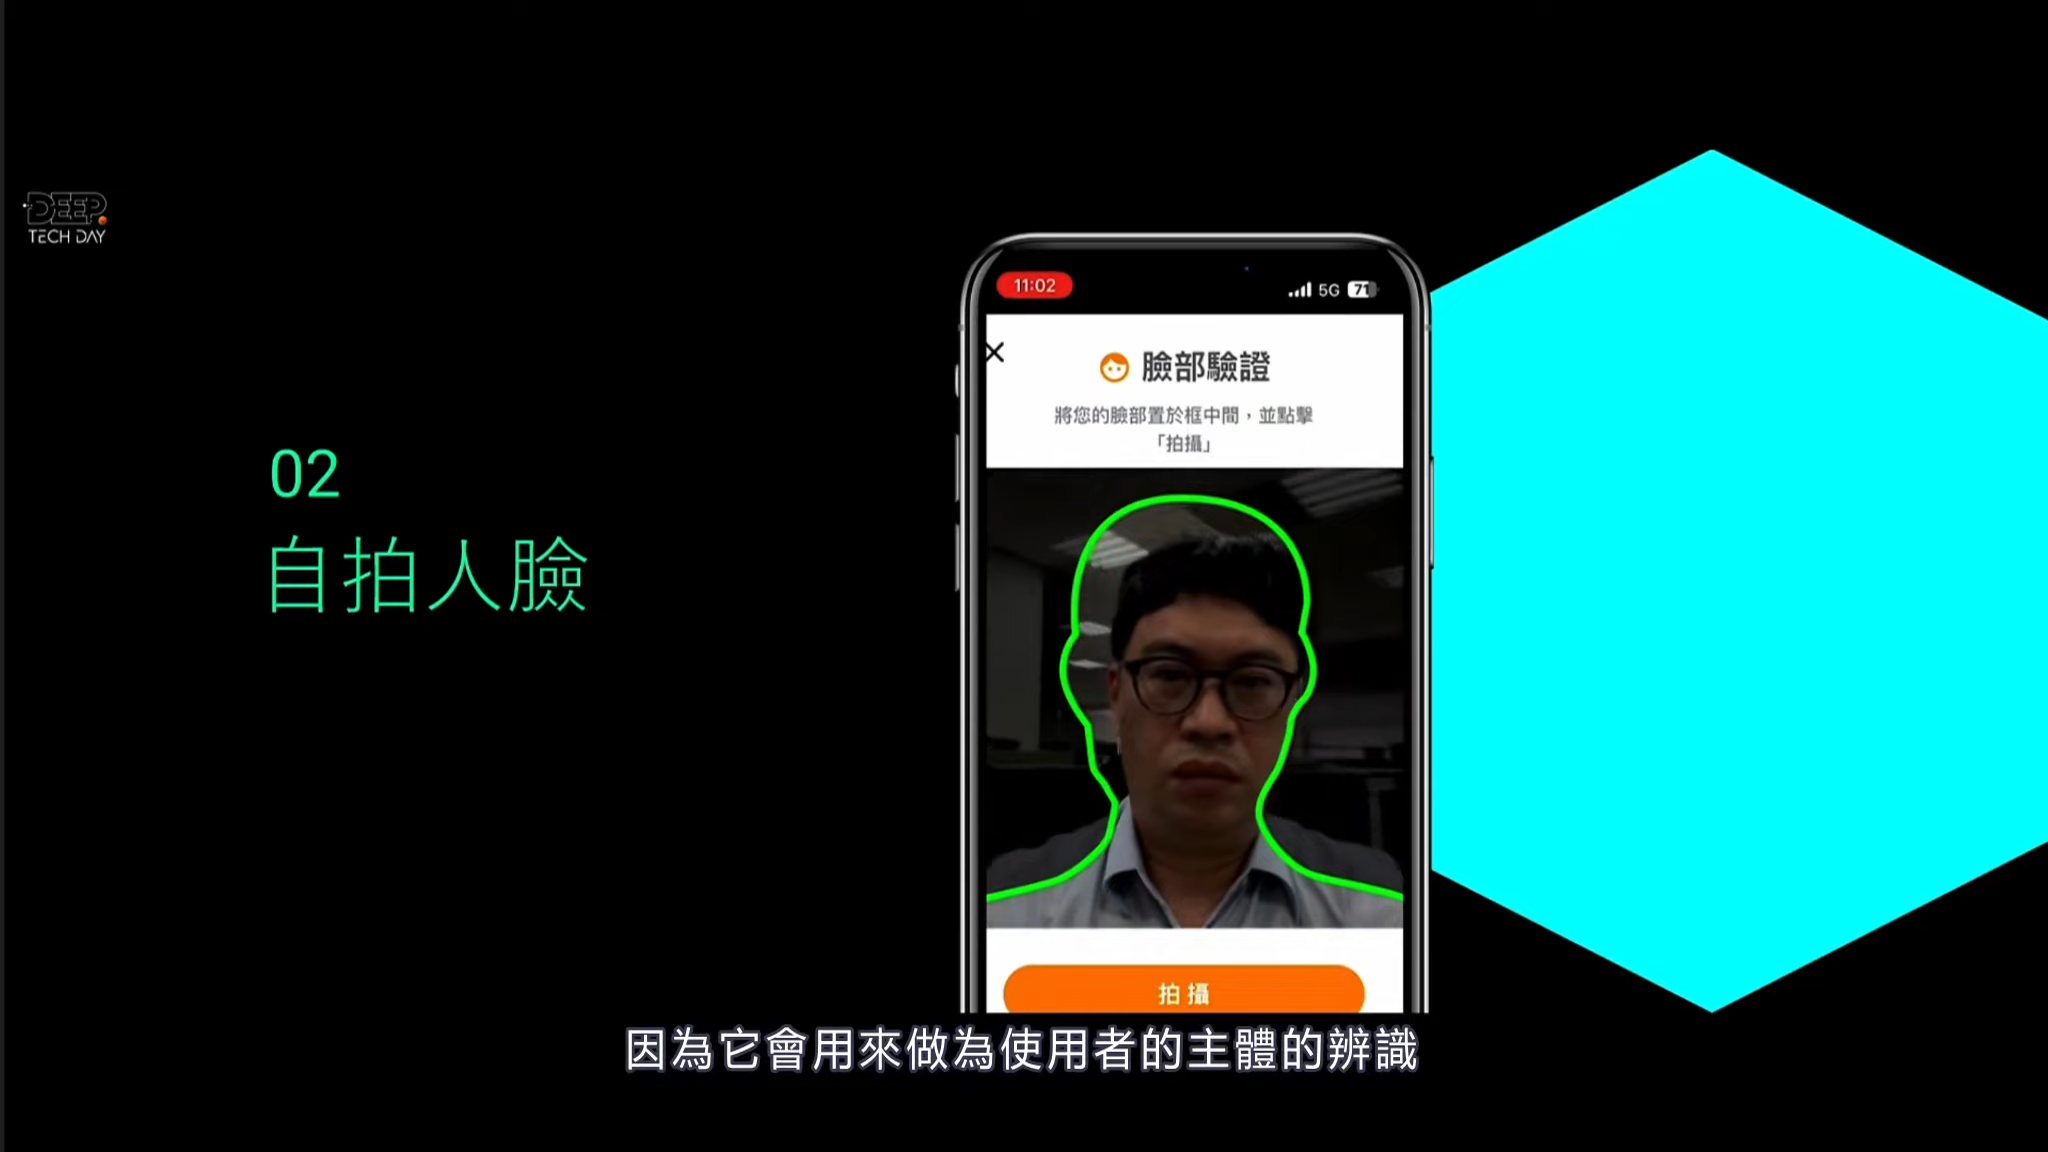 DEEP
TECH DAY
02
自拍人臉
11:02
5G 71
臉部驗證
將您的臉部置於框中間，並點擊
「拍攝」
拍攝
因為它會用來做為使用者的主體的辨識